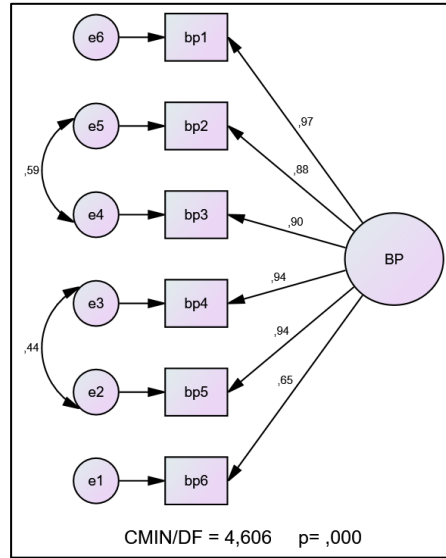 e6 bp1
,97
e5 bp2
,88
,59
e4 bp3
,90
BP
e3 bp4
,94
,94
,44
e2 bp5
,65
e1 bp6
CMIN/DF = 4,606 p= ,000